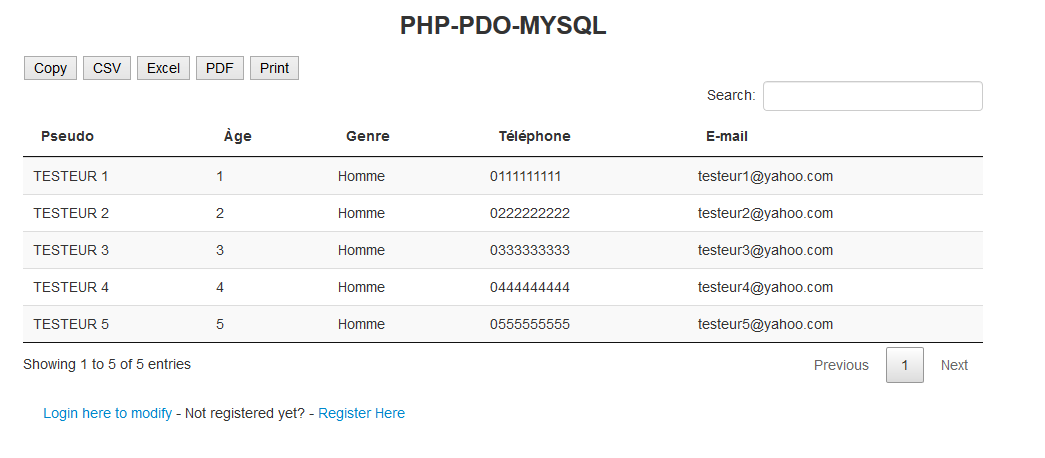 PHP-PDO-MYSQL
Copy CSV Excel PDF Print
Search:
Pseudo Âge Genre Téléphone E-mail
TESTEUR 1 1 Homme 0111111111 testeur1@yahoo.com
TESTEUR 2 2 Homme 0222222222 testeur2@yahoo.com
TESTEUR 3 3 Homme 0333333333 testeur3@yahoo.com
TESTEUR 4 4 Homme 0444444444 testeur4@yahoo.com
TESTEUR 5 5 Homme 0555555555 testeur5@yahoo.com
Showing 1 to 5 of 5 entries Previous 1 Next
Login here to modify - Not registered yet? - Register Here